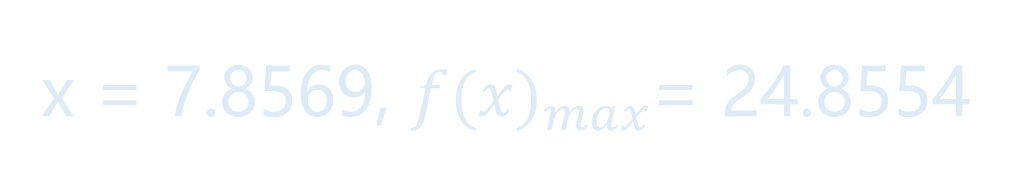 x = 7.8569, f(x)max= 24.8554